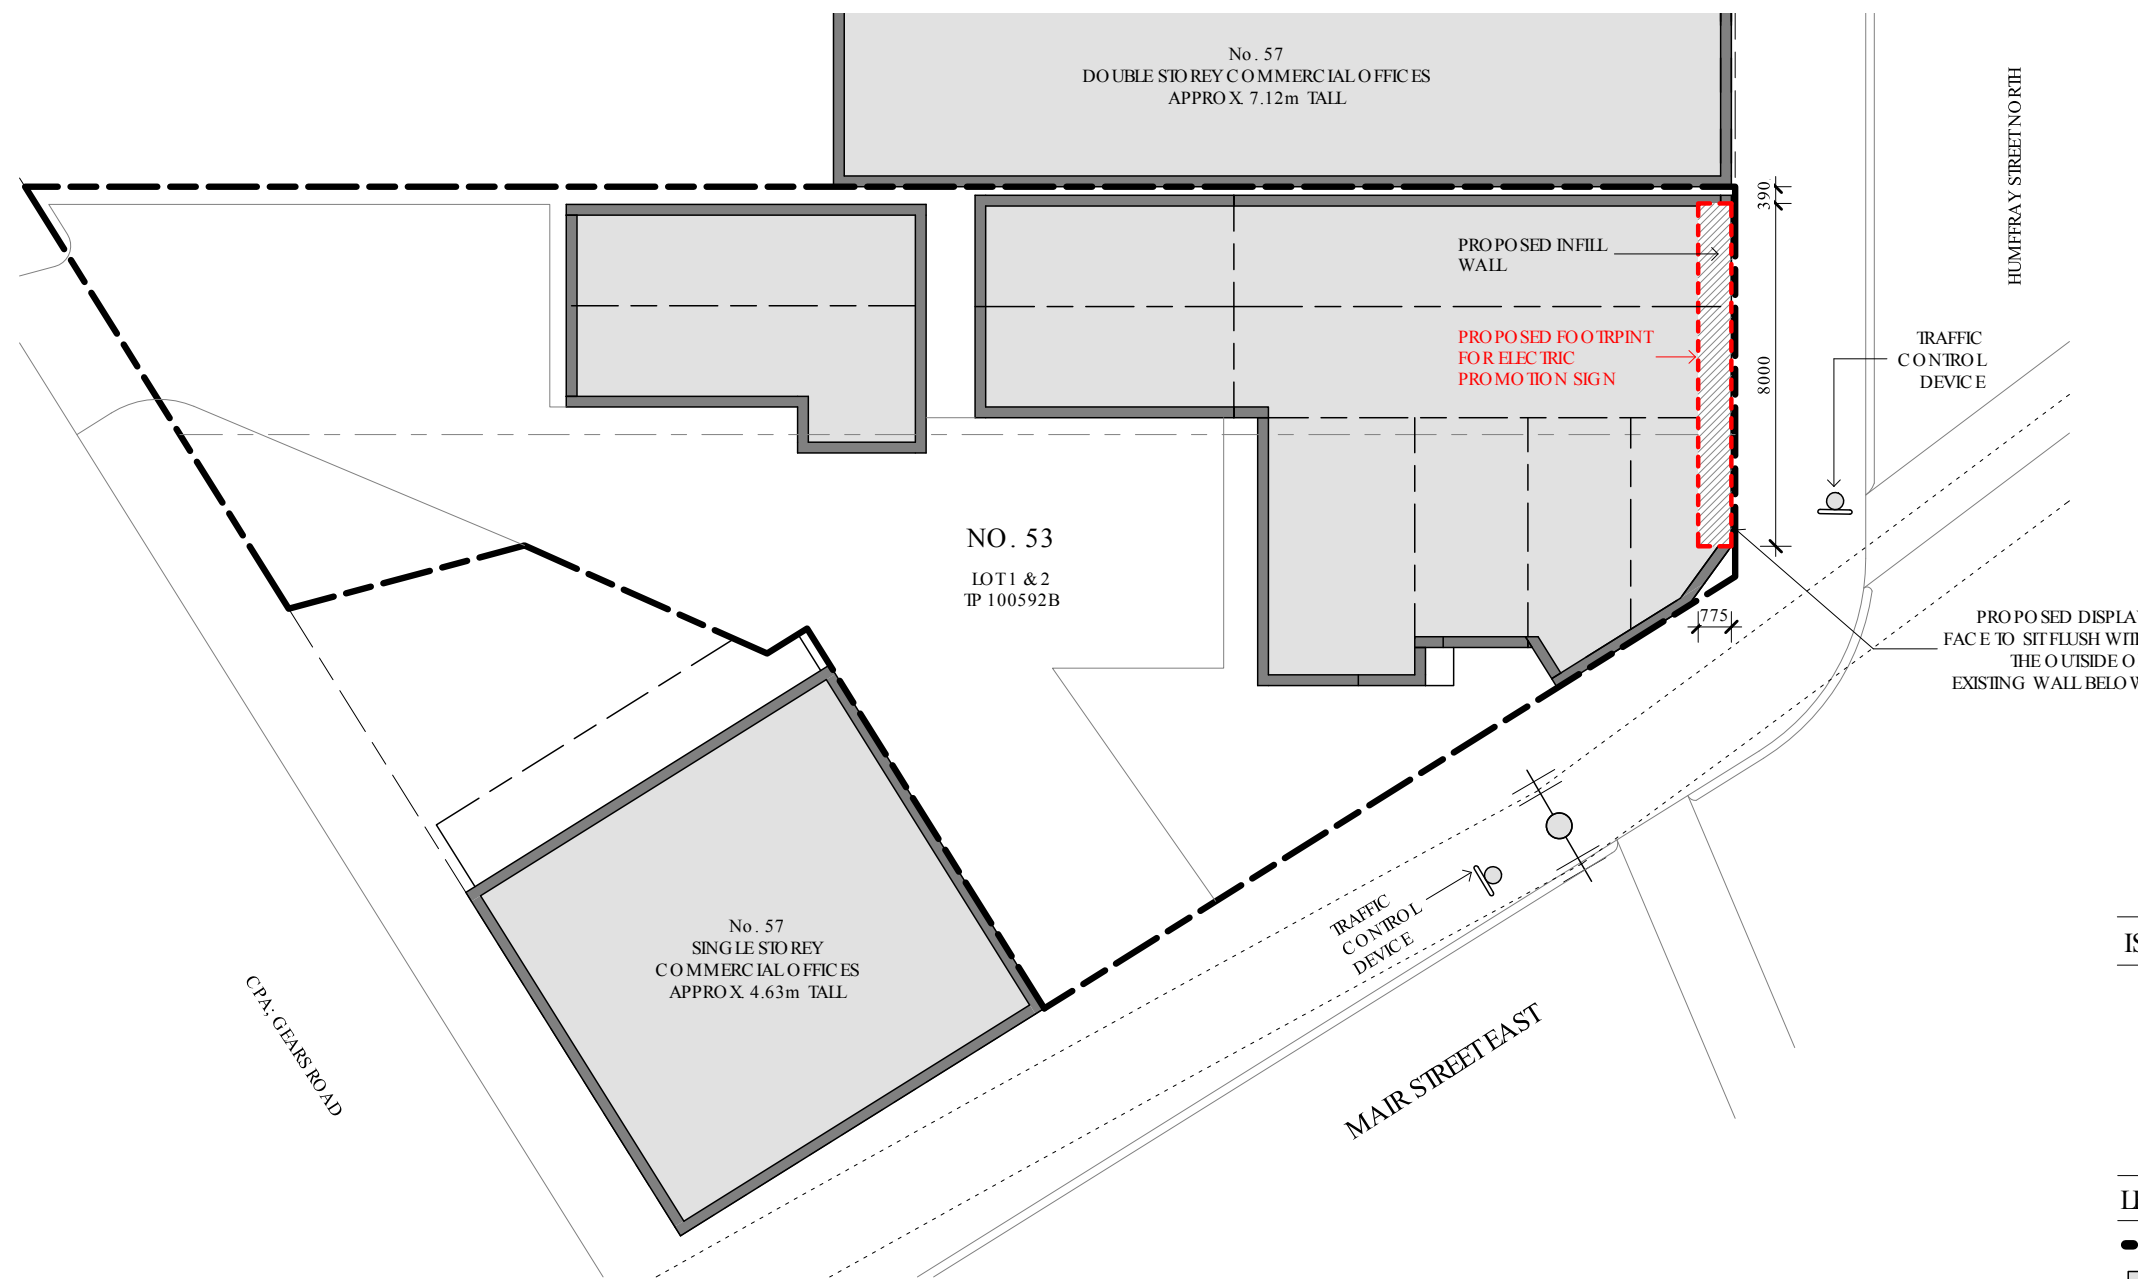 No. 57
DOUBLE STOREY COMMERCIAL OFFICES
APPROX. 7.12m TALL
HUMFFRAY STREET NORTH
390
PROPOSED INFILL
WALL
PROPOSED FOOTRPINT
FOR ELECTRIC
PROMOTION SIGN
8000
TRAFFIC
CONTROL
DEVICE
NO. 53
LOT 1 & 2
TP 100592B
775
PROPOSED DISPLA
FACE TO SIT FLUSH WIT
THE OUTSIDE O
EXISTING WALL BELOW
No. 57
SINGLE STOREY
COMMERCIAL OFFICES
APPROX. 4.63m TALL
TRAFFIC
CONTROL
DEVICE
CPA; GEARS ROAD
MAIR STREET EAST